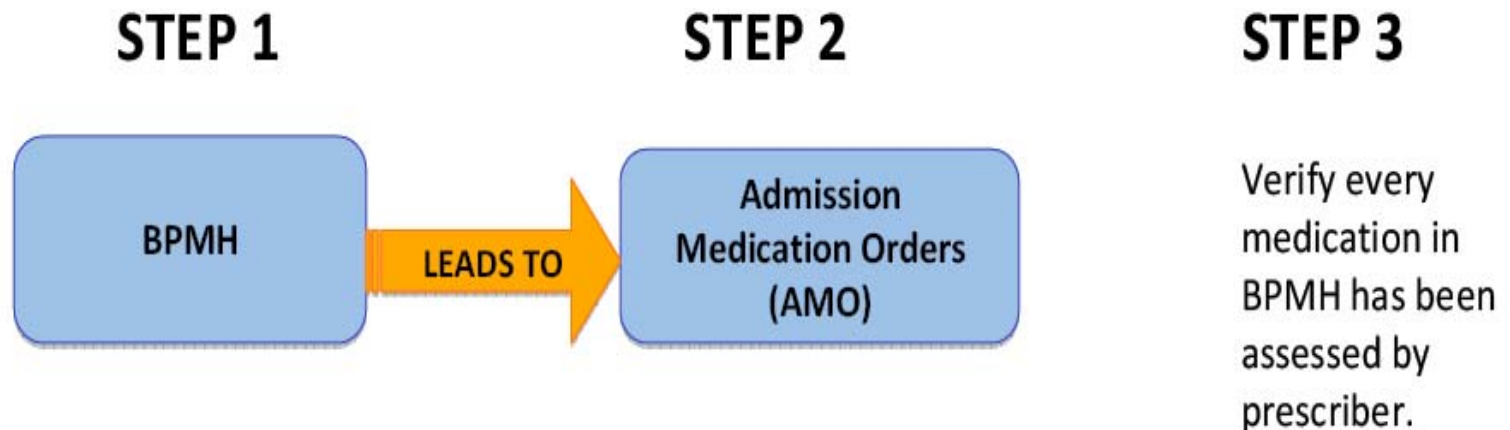 STEP 1
STEP 2
STEP 3
BPMH
LEADS TO
Admission
Medication Orders
(AMO)
Verify every
medication in
BPMH has been
assessed by
prescriber.